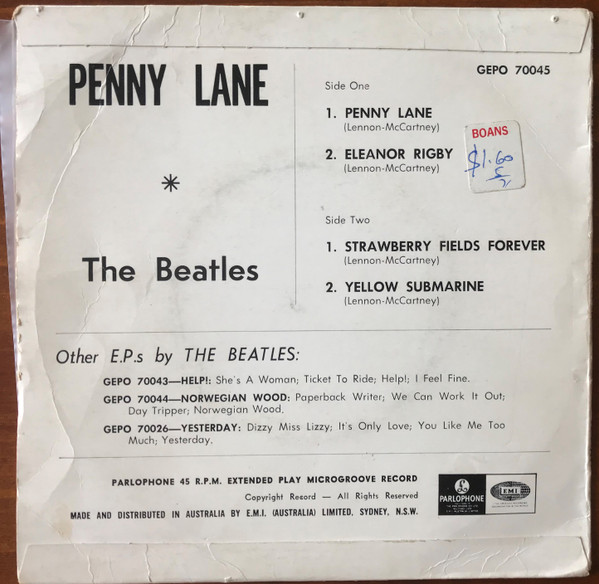 PENNY LANE
*
The Beatles
GEPO 70045
Side One
1. PENNY LANE
(Lennon-McCartney)
2. ELEANOR RIGBY
(Lennon-McCartney)
BOANS
$1.60
Side Two
1. STRAWBERRY FIELDS FOREVER
(Lennon-McCartney)
2. YELLOW SUBMARINE
(Lennon-McCartney)
Other E.P.s by THE BEATLES:
GEPO 70043—HELP!: She's A Woman; Ticket To Ride; Help!; I Feel Fine.
GEPO 70044—NORWEGIAN WOOD: Paperback Writer; We Can Work It Out;
Day Tripper; Norwegian Wood.
GEPO 70026—YESTERDAY: Dizzy Miss Lizzy; It's Only Love; You Like Me Too
Much; Yesterday.
PARLOPHONE 45 R.P.M. EXTENDED PLAY MICROGROOVE RECORD
Copyright Record — All Rights Reserved
MADE AND DISTRIBUTED IN AUSTRALIA BY E.M.I. (AUSTRALIA) LIMITED, SYDNEY, N.S.W.
PARLOPHONE
EMI